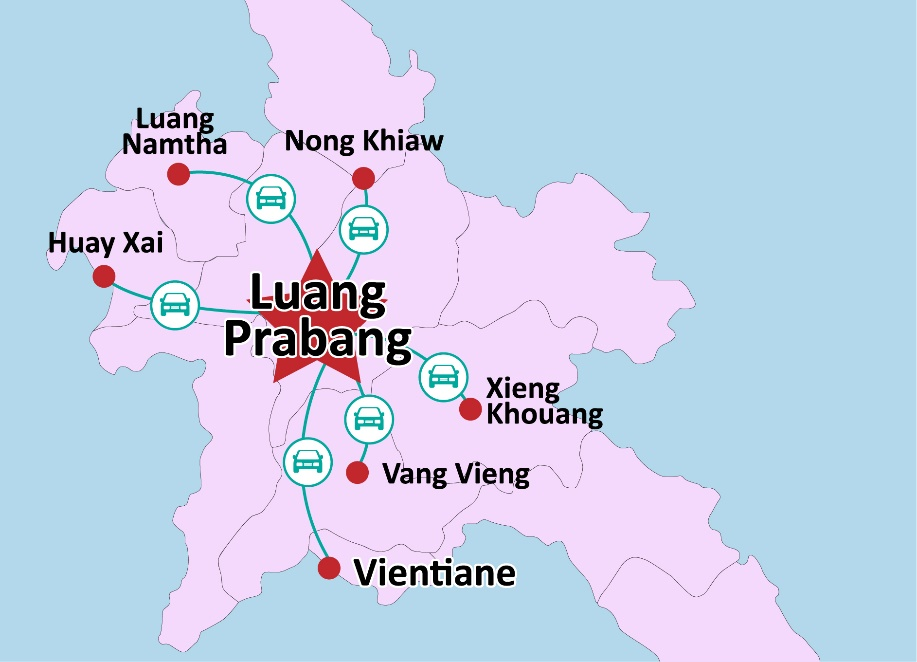 Luang
Namtha
Nong Khiaw
Huay Xai
Luang
Prabang
Xieng
Khouang
Vang Vieng
Vientiane